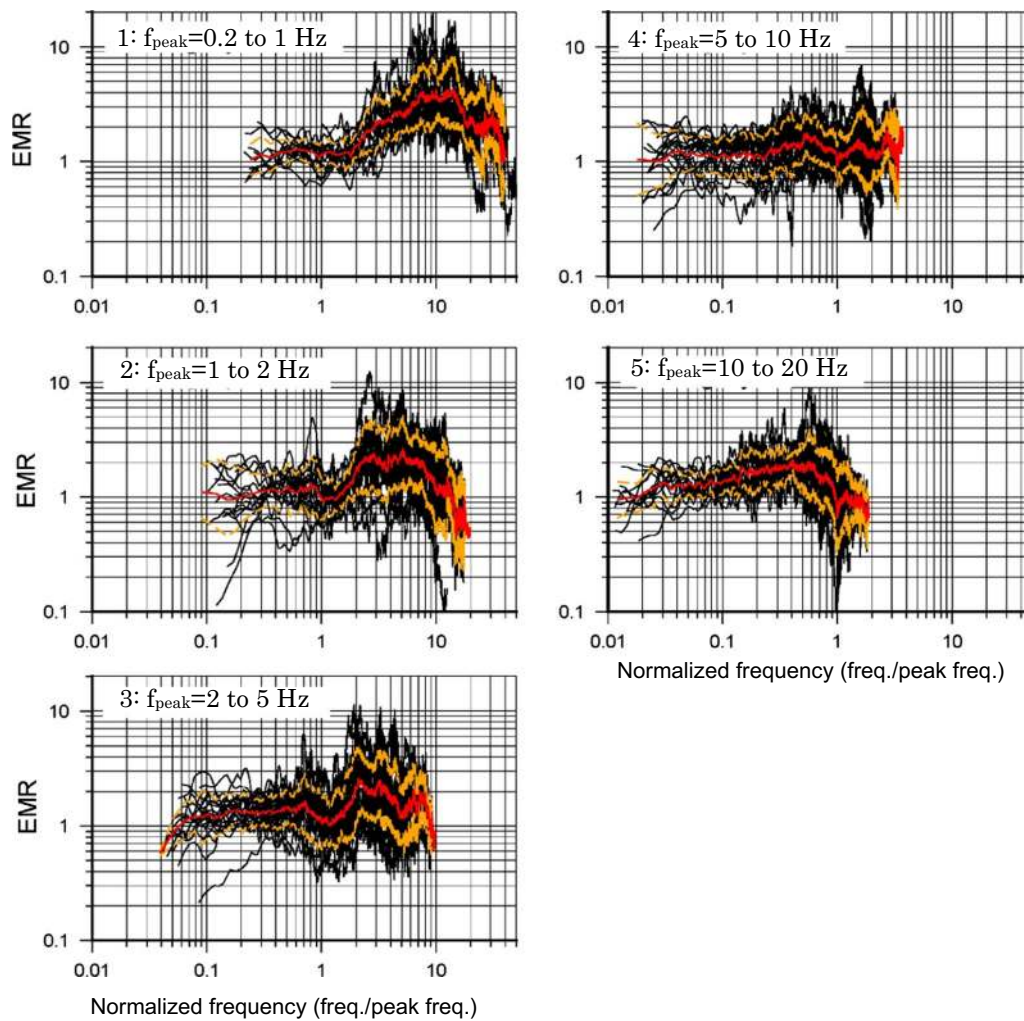 1: fpeak=0.2 to 1 Hz
10
EMR
1
0.1
0.01 0.1 1 10
2: fpeak=1 to 2 Hz
10
EMR
1
0.1
0.01 0.1 1 10
3: fpeak=2 to 5 Hz
10
EMR
1
0.1
0.01 0.1 1 10
Normalized frequency (freq./peak freq.)
4: fpeak=5 to 10 Hz
10
1
0.1
0.01 0.1 1 10
5: fpeak=10 to 20 Hz
10
1
0.1
0.01 0.1 1 10
Normalized frequency (freq./peak freq.)